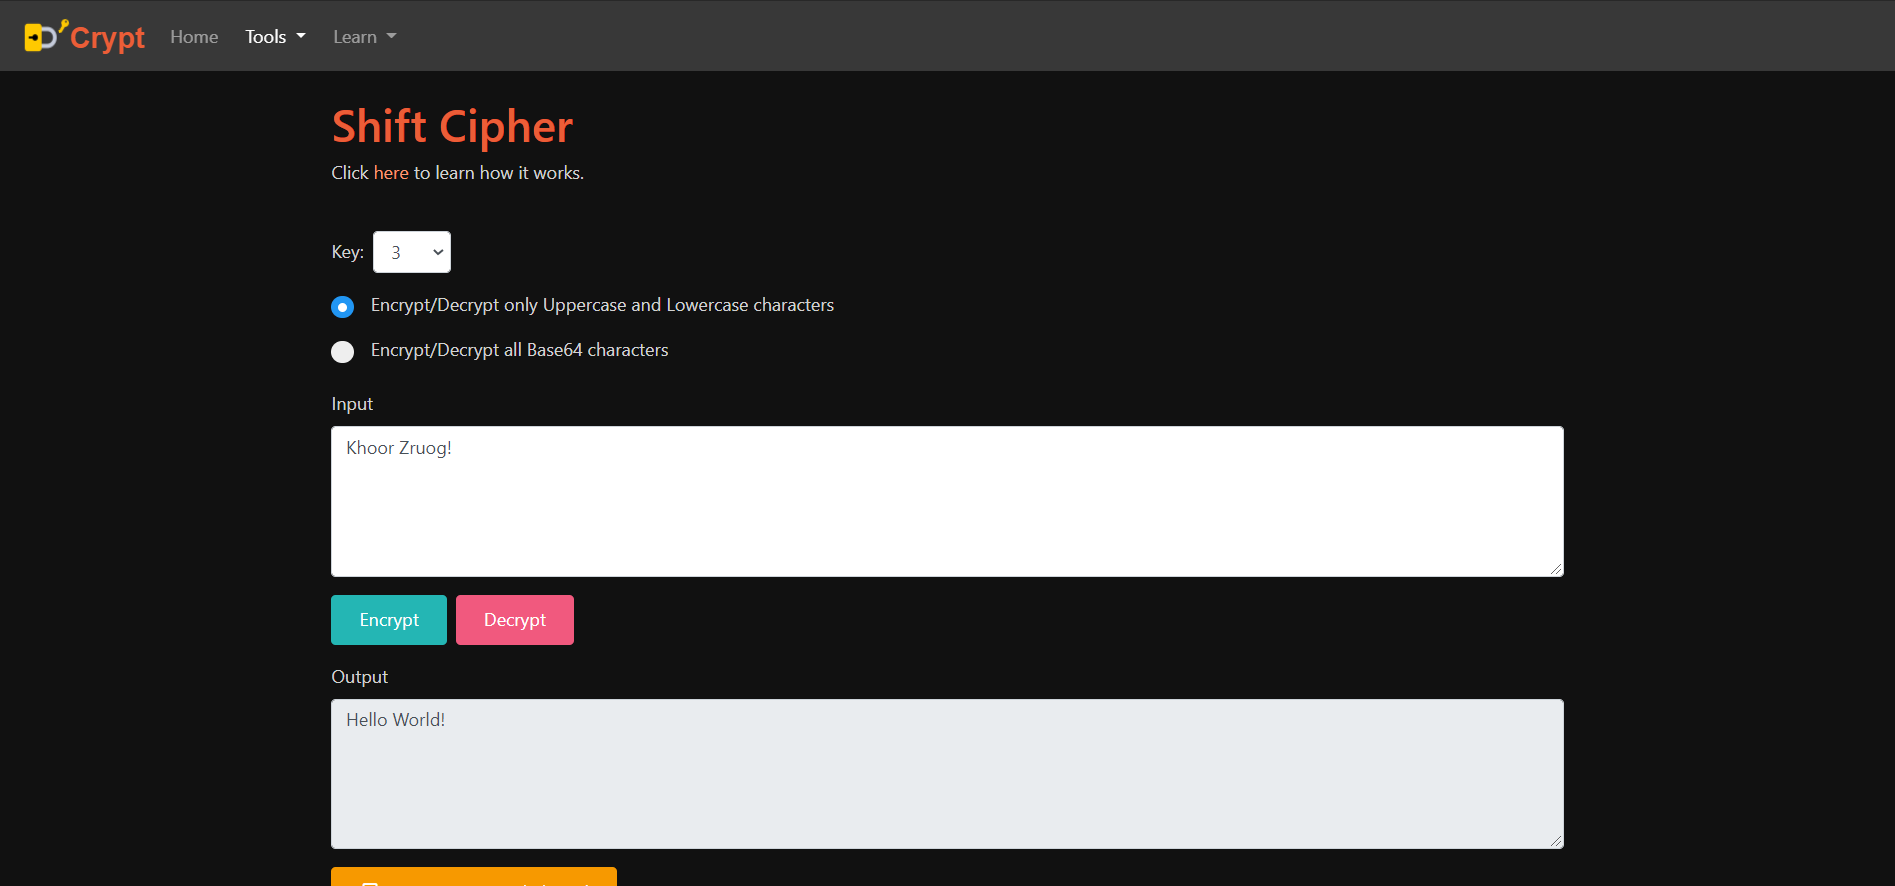 D'Crypt Home Tools Learn
Shift Cipher
Click here to learn how it works.
Key: 3
Encrypt/Decrypt only Uppercase and Lowercase characters
Encrypt/Decrypt all Base64 characters
Input
Khoor Zruog!
Encrypt Decrypt
Output
Hello World!